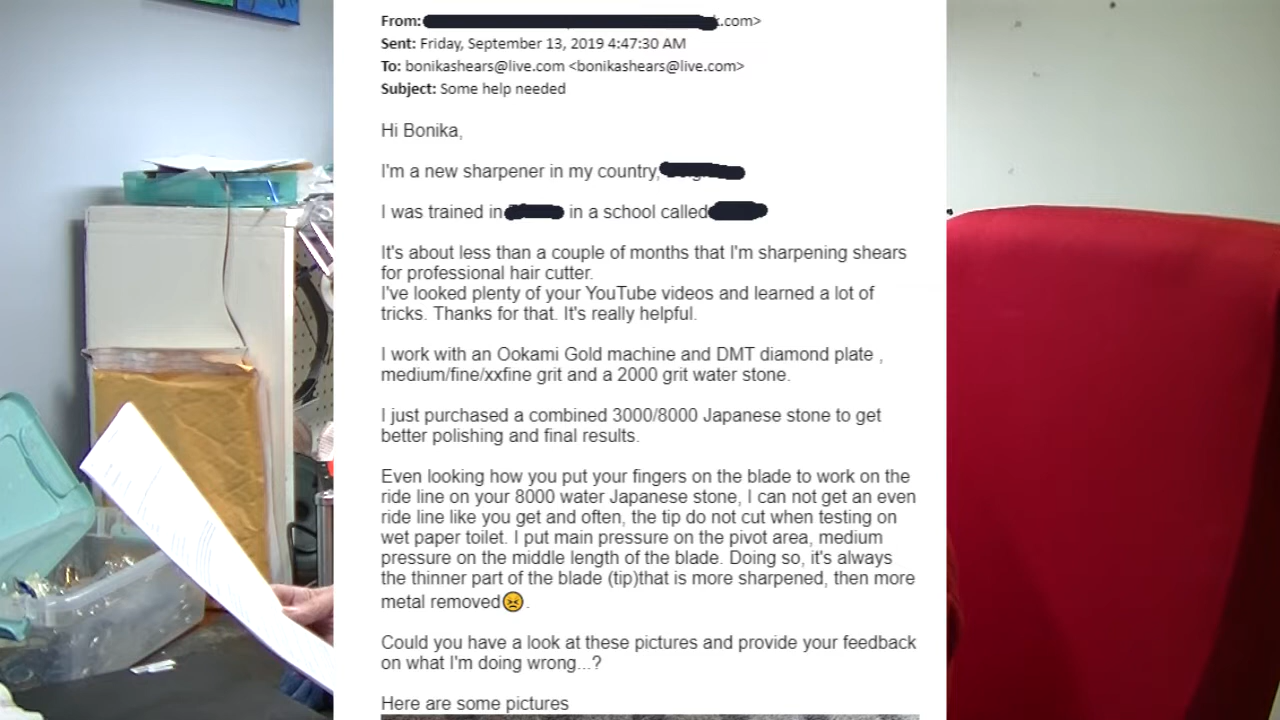 From: .com>
Sent: Friday, September 13, 2019 4:47:30 AM
To: bonikashears@live.com <bonikashears@live.com>
Subject: Some help needed
Hi Bonika,
I'm a new sharpener in my country,
I was trained in in a school called
It's about less than a couple of months that I'm sharpening shears
for professional hair cutter.
I've looked plenty of your YouTube videos and learned a lot of
tricks. Thanks for that. It's really helpful.
I work with an Ookami Gold machine and DMT diamond plate ,
medium/fine/xxfine grit and a 2000 grit water stone.
I just purchased a combined 3000/8000 Japanese stone to get
better polishing and final results.
Even looking how you put your fingers on the blade to work on the
ride line on your 8000 water Japanese stone, I can not get an even
ride line like you get and often, the tip do not cut when testing on
wet paper toilet. I put main pressure on the pivot area, medium
pressure on the middle length of the blade. Doing so, it's always
the thinner part of the blade (tip)that is more sharpened, then more
metal removed😣.
Could you have a look at these pictures and provide your feedback
on what I'm doing wrong...?
Here are some pictures